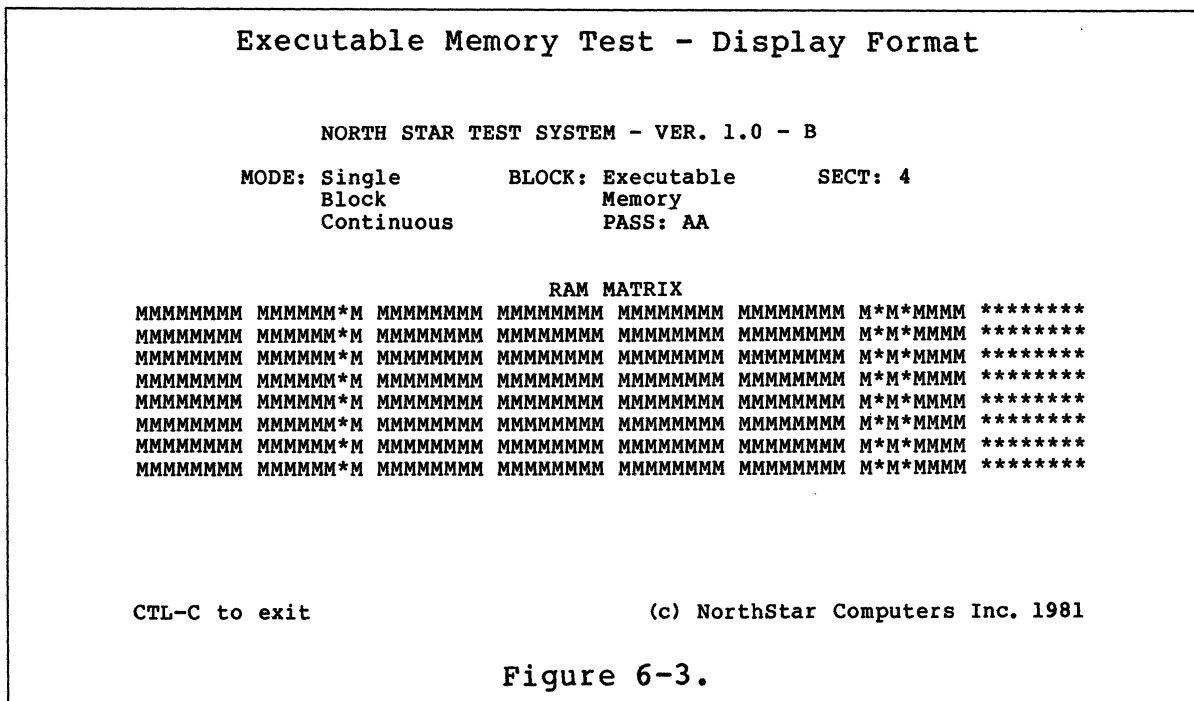 Executable Memory Test - Display Format
NORTH STAR TEST SYSTEM - VER. 1.0 - B
MODE: Single BLOCK: Executable SECT: 4
Block Memory
Continuous PASS: AA
RAM MATRIX
MMMMMMMM MMMMMM*M MMMMMMMM MMMMMMMM MMMMMMMM MMMMMMMM M*M*MMMM ********
MMMMMMMM MMMMMM*M MMMMMMMM MMMMMMMM MMMMMMMM MMMMMMMM M*M*MMMM ********
MMMMMMMM MMMMMM*M MMMMMMMM MMMMMMMM MMMMMMMM MMMMMMMM M*M*MMMM ********
MMMMMMMM MMMMMM*M MMMMMMMM MMMMMMMM MMMMMMMM MMMMMMMM M*M*MMMM ********
MMMMMMMM MMMMMM*M MMMMMMMM MMMMMMMM MMMMMMMM MMMMMMMM M*M*MMMM ********
MMMMMMMM MMMMMM*M MMMMMMMM MMMMMMMM MMMMMMMM MMMMMMMM M*M*MMMM ********
MMMMMMMM MMMMMM*M MMMMMMMM MMMMMMMM MMMMMMMM MMMMMMMM M*M*MMMM ********
MMMMMMMM MMMMMM*M MMMMMMMM MMMMMMMM MMMMMMMM MMMMMMMM M*M*MMMM ********
CTL-C to exit (c) NorthStar Computers Inc. 1981
Figure 6-3.